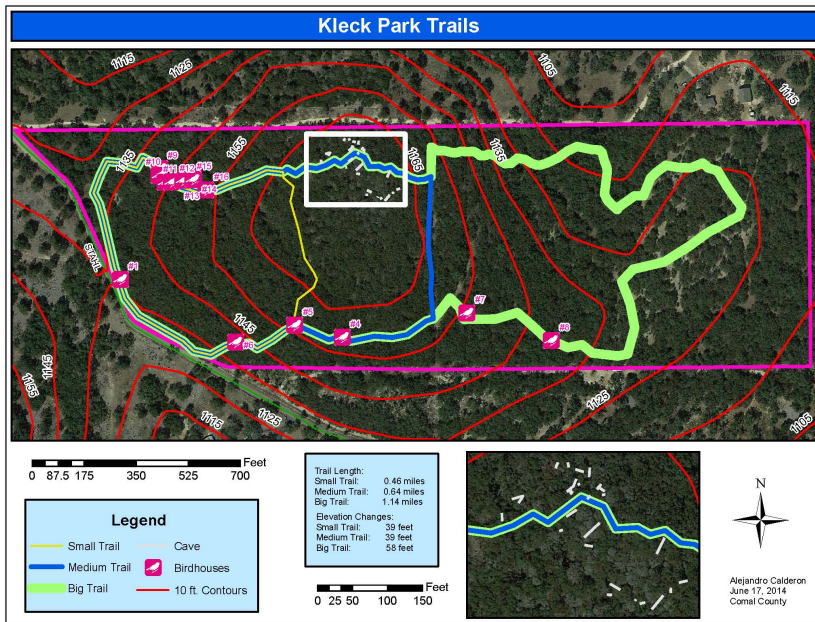 Kleck Park Trails
1115
1125
1155
1105
1115
1135
#9
#10
#15
#11 #12
#16
#14
#13
1165
1135
STAHL
#1
#5
#7
#4
#8
1145
#6
1145
1155
1115
1125
1125
1105
Feet
0 87.5 175 350 525 700
Legend
Small Trail
Cave
Medium Trail
Birdhouses
Big Trail
10 ft. Contours
Trail Length:
Small Trail: 0.46 miles
Medium Trail: 0.64 miles
Big Trail: 1.14 miles
Elevation Changes:
Small Trail: 39 feet
Medium Trail: 39 feet
Big Trail: 58 feet
Feet
0 25 50 100 150
N
Alejandro Calderon
June 17, 2014
Comal County